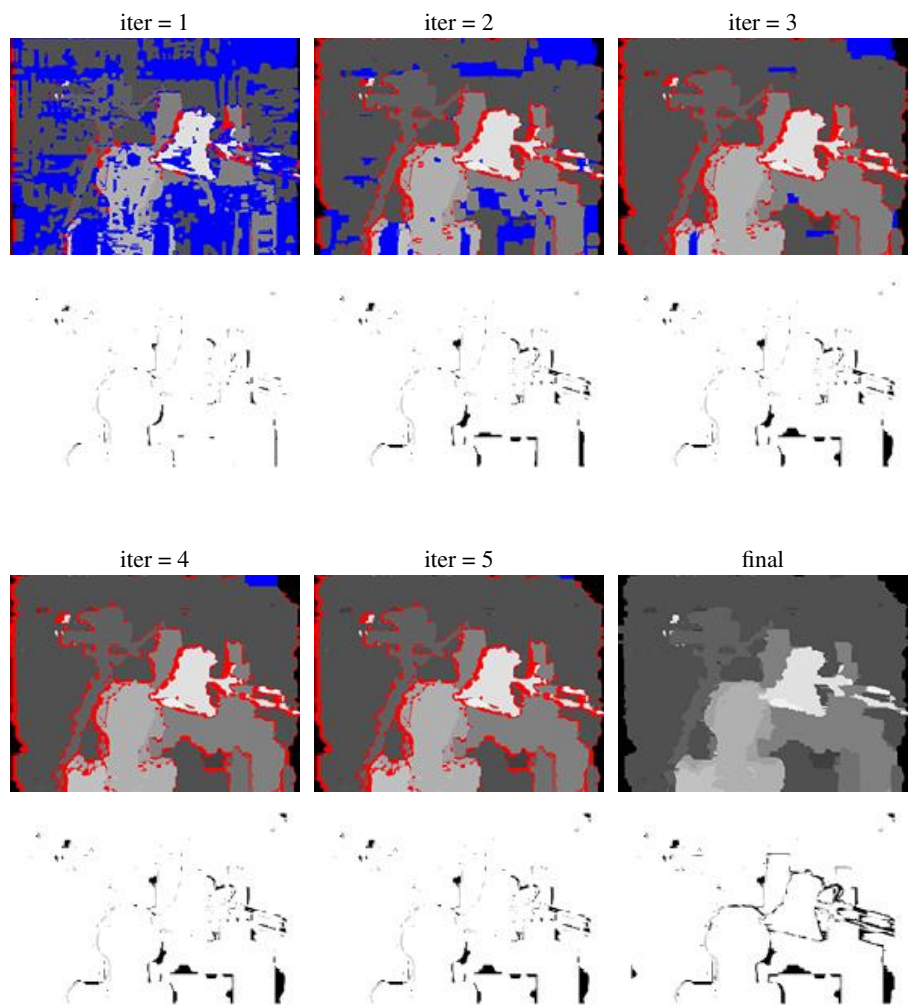 iter = 1
iter = 2
iter = 3
iter = 4
iter = 5
final